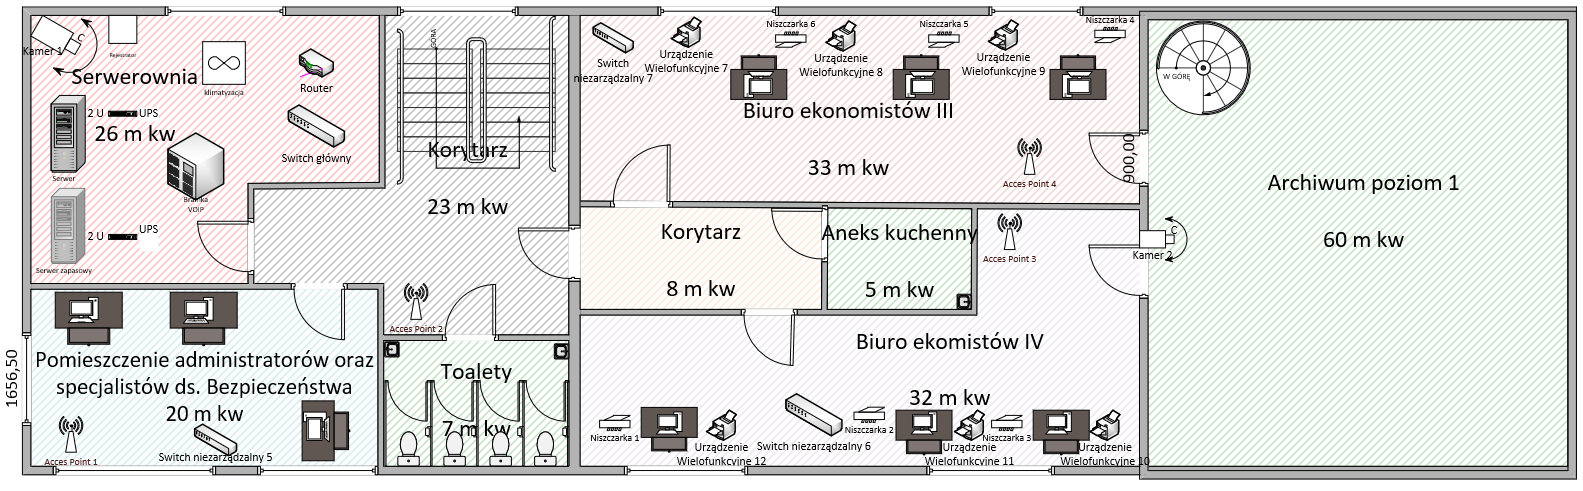 Kamer 1
C
Rejestrator
Serwerownia
klimatyzacja
Router
2 U
UPS
26 m kw
Switch główny
Serwer
Bramka
VOIP
2 U
UPS
Serwer zapasowy
GÓRA
Korytarz
23 m kw
Acces Point 2
Pomieszczenie administratorów oraz
specjalistów ds. Bezpieczeństwa
20 m kw
Acces Point 1
Switch niezarządzalny 5
1656,50
Toalety
7 m kw
Switch
niezarządzalny 7
Urządzenie
Wielofunkcyjne 7
Niszczarka 6
Urządzenie
Wielofunkcyjne 8
Niszczarka 5
Urządzenie
Wielofunkcyjne 9
Niszczarka 4
Biuro ekonomistów III
33 m kw
Acces Point 4
900,00
Korytarz
8 m kw
Aneks kuchenny
5 m kw
Acces Point 3
Kamer 2
C
Biuro ekomistów IV
32 m kw
Niszczarka 1
Urządzenie
Wielofunkcyjne 12
Switch niezarządzalny 6
Niszczarka 2
Urządzenie
Wielofunkcyjne 11
Niszczarka 3
Urządzenie
Wielofunkcyjne 10
W GÓRĘ
Archiwum poziom 1
60 m kw